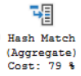 Hash Match
(Aggregate)
Cost: 79 %